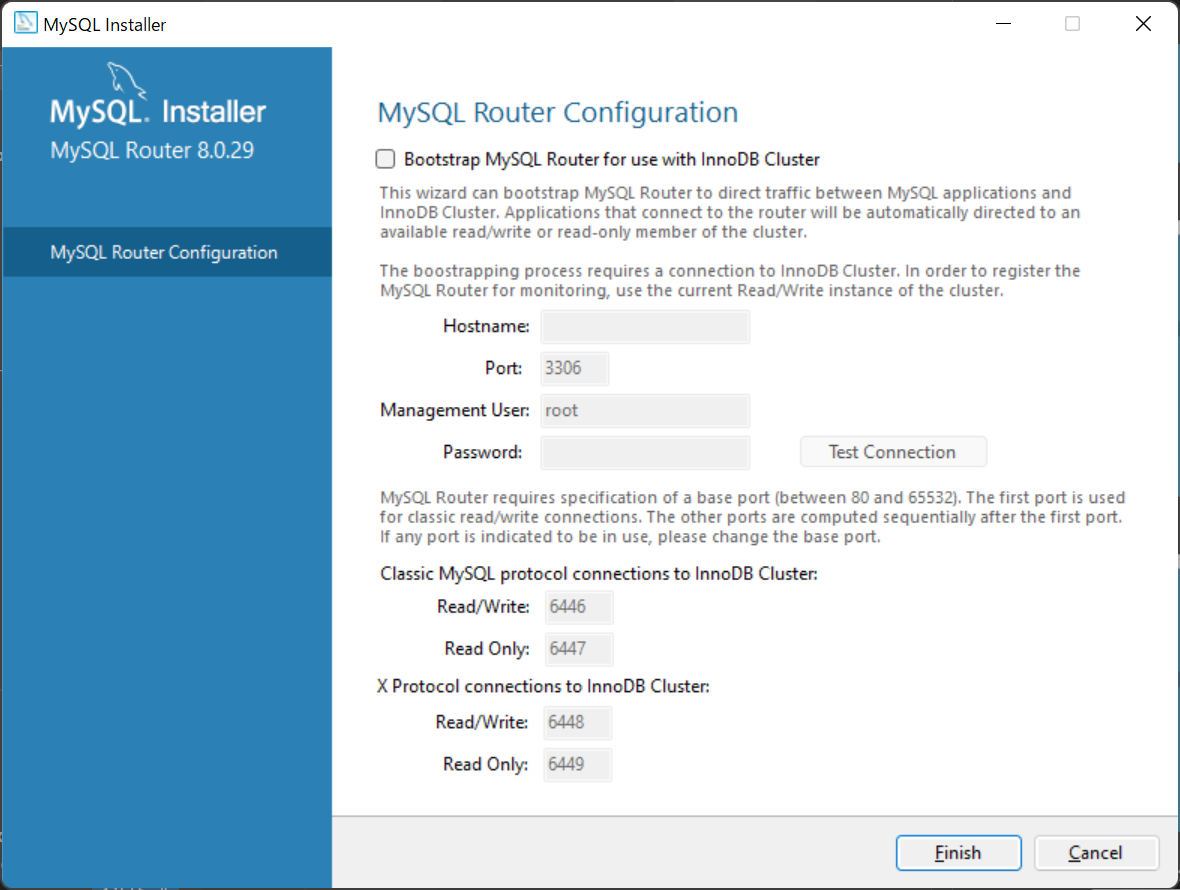 MySQL Installer
MySQL. Installer
MySQL Router 8.0.29
MySQL Router Configuration
MySQL Router Configuration
Bootstrap MySQL Router for use with InnoDB Cluster
This wizard can bootstrap MySQL Router to direct traffic between MySQL applications and
InnoDB Cluster. Applications that connect to the router will be automatically directed to an
available read/write or read-only member of the cluster.
The boostrapping process requires a connection to InnoDB Cluster. In order to register the
MySQL Router for monitoring, use the current Read/Write instance of the cluster.
Hostname:
Port: 3306
Management User: root
Password: Test Connection
MySQL Router requires specification of a base port (between 80 and 65532). The first port is used
for classic read/write connections. The other ports are computed sequentially after the first port.
If any port is indicated to be in use, please change the base port.
Classic MySQL protocol connections to InnoDB Cluster:
Read/Write: 6446
Read Only: 6447
X Protocol connections to InnoDB Cluster:
Read/Write: 6448
Read Only: 6449
Finish Cancel